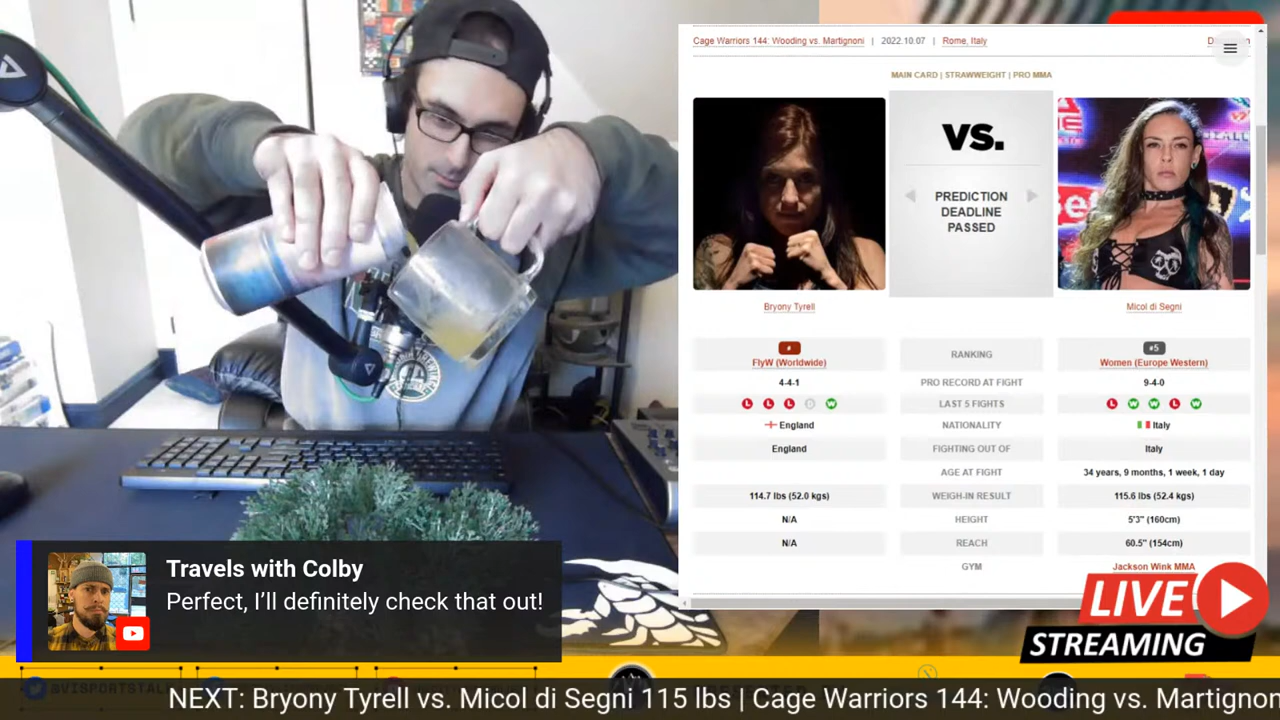 Cage Warriors 144: Wooding vs. Martignoni | 2022.10.07 | Rome, Italy
MAIN CARD | STRAWWEIGHT | PRO MMA
VS.
PREDICTION
DEADLINE
PASSED
Bryony Tyrell
Micol di Segni
# RANKING #5
FlyW (Worldwide) Women (Europe Western)
4-4-1 PRO RECORD AT FIGHT 9-4-0
L L L D W LAST 5 FIGHTS L W W L W
England NATIONALITY Italy
England FIGHTING OUT OF Italy
AGE AT FIGHT 34 years, 9 months, 1 week, 1 day
114.7 lbs (52.0 kgs) WEIGH-IN RESULT 115.6 lbs (52.4 kgs)
N/A HEIGHT 5'3" (160cm)
N/A REACH 60.5" (154cm)
GYM Jackson Wink MMA
Travels with Colby
Perfect, I’ll definitely check that out!
LIVE
STREAMING
@VISPORTSTALK
NEXT: Bryony Tyrell vs. Micol di Segni 115 lbs | Cage Warriors 144: Wooding vs. Martignon